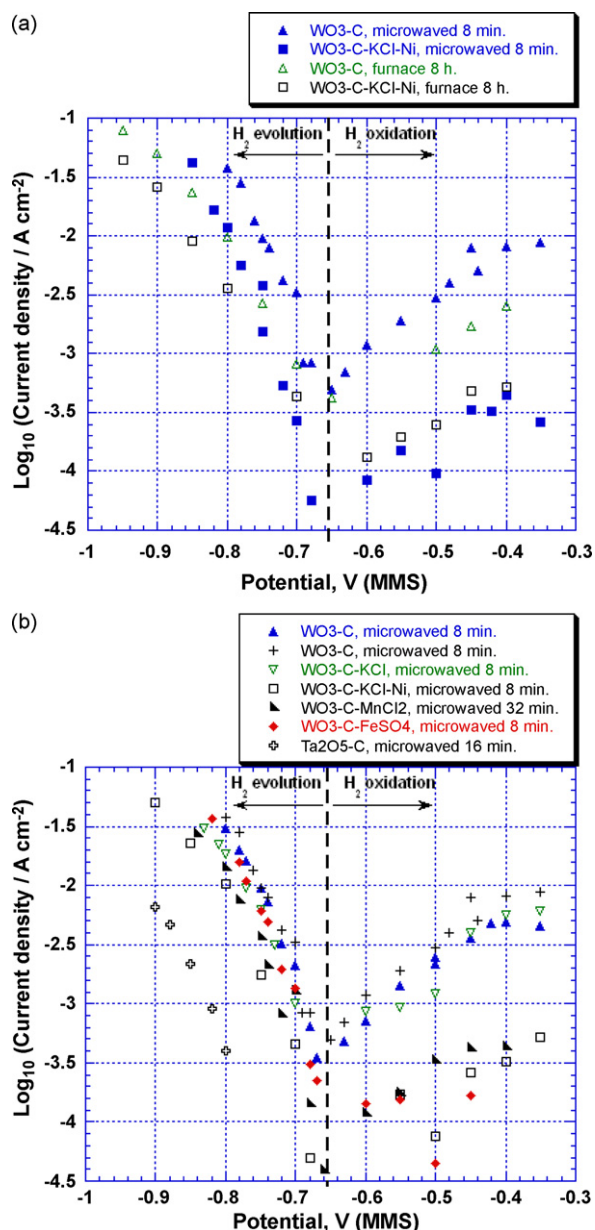 (a)
WO3-C, microwaved 8 min.
WO3-C-KCl-Ni, microwaved 8 min.
WO3-C, furnace 8 h.
WO3-C-KCl-Ni, furnace 8 h.
H2 evolution
H2 oxidation
-1
-1.5
-2
-2.5
-3
-3.5
-4
-4.5
Log10 (Current density / A cm-2)
-1
-0.9
-0.8
-0.7
-0.6
-0.5
-0.4
-0.3
Potential, V (MMS)
(b)
WO3-C, microwaved 8 min.
WO3-C, microwaved 8 min.
WO3-C-KCl, microwaved 8 min.
WO3-C-KCl-Ni, microwaved 8 min.
WO3-C-MnCl2, microwaved 32 min.
WO3-C-FeSO4, microwaved 8 min.
Ta2O5-C, microwaved 16 min.
H2 evolution
H2 oxidation
-1
-1.5
-2
-2.5
-3
-3.5
-4
-4.5
Log10 (Current density / A cm-2)
-1
-0.9
-0.8
-0.7
-0.6
-0.5
-0.4
-0.3
Potential, V (MMS)